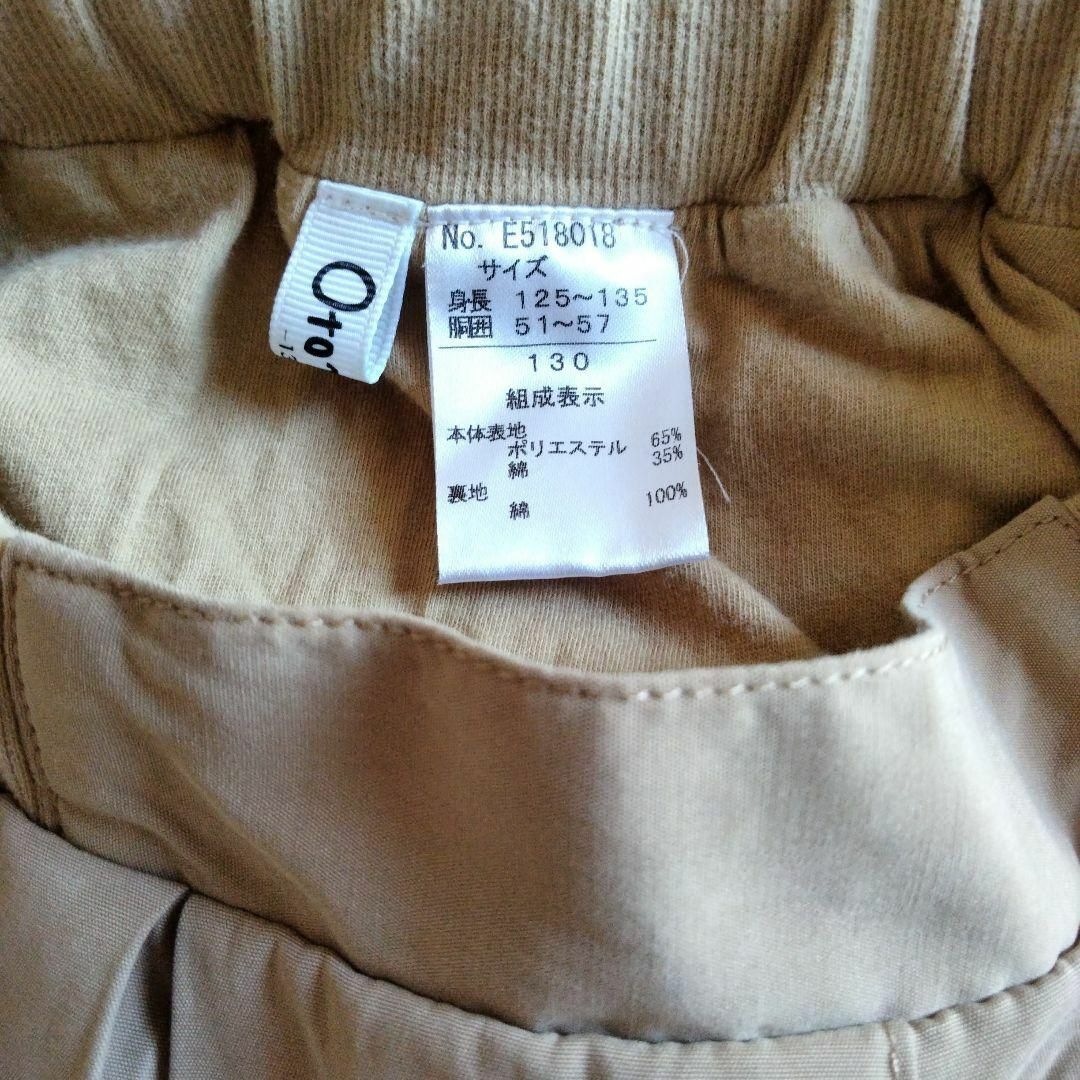 Oto
-13
No. E518018
サイズ
身長 125～135
胴囲 51～57
130
組成表示
本体表地
ポリエステル 65%
綿 35%
裏地
綿 100%